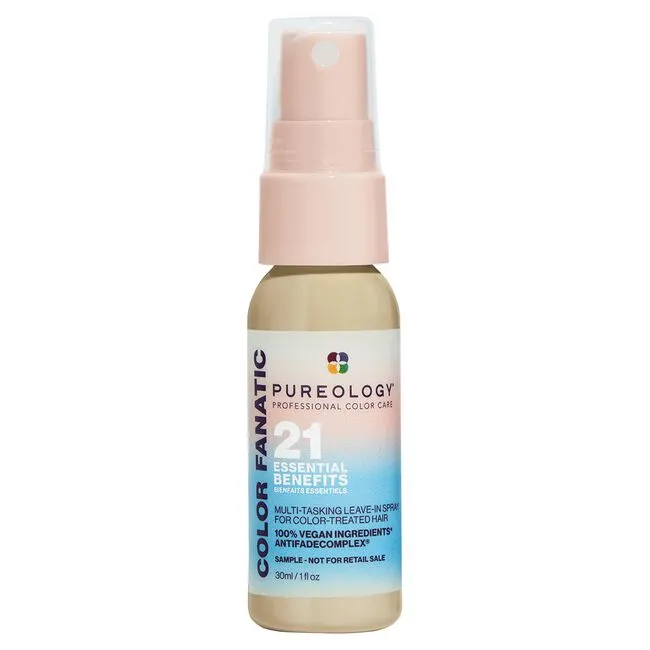 COLOR FANATIC
PUREOLOGY®
PROFESSIONAL COLOR CARE
21
ESSENTIAL
BENEFITS
BIENFAITS ESSENTIELS
MULTI-TASKING LEAVE-IN SPRAY
FOR COLOR-TREATED HAIR
100% VEGAN INGREDIENTS*
ANTIFADECOMPLEX®
SAMPLE - NOT FOR RETAIL SALE
30ml / 1 fl oz